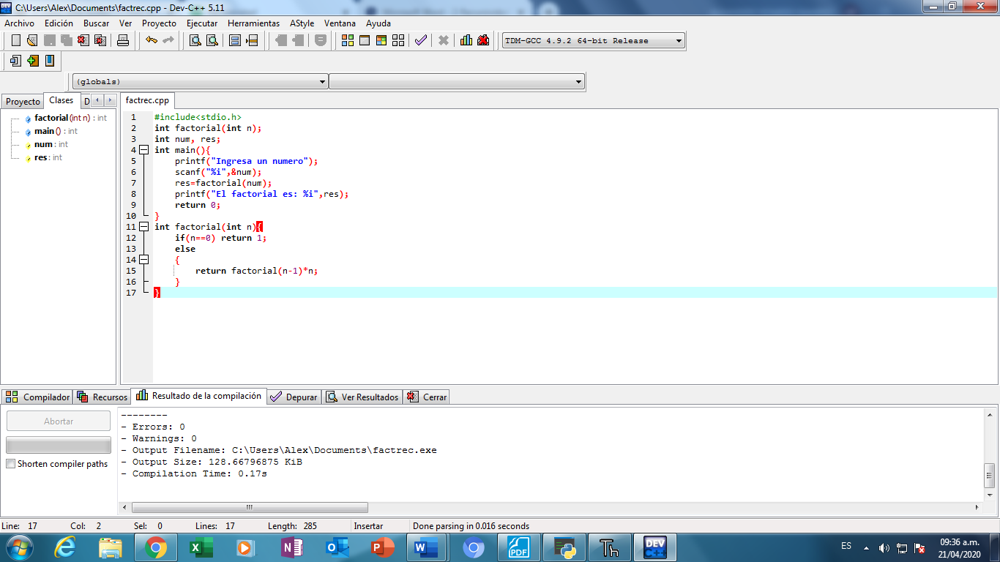 C:\Users\Alex\Documents\factrec.cpp - Dev-C++ 5.11
Archivo Edición Buscar Ver Proyecto Ejecutar Herramientas AStyle Ventana Ayuda
TDM-GCC 4.9.2 64-bit Release
(globals)
Proyecto Clases D
factrec.cpp
factorial (int n) : int
main () : int
num : int
res : int
1 #include<stdio.h>
2 int factorial(int n);
3 int num, res;
4 int main(){
5 printf("Ingresa un numero");
6 scanf("%i",&num);
7 res=factorial(num);
8 printf("El factorial es: %i",res);
9 return 0;
10 }
11 int factorial(int n){
12 if(n==0) return 1;
13 else
14 {
15 return factorial(n-1)*n;
16 }
17 }
Compilador Recursos Resultado de la compilación Depurar Ver Resultados Cerrar
Abortar
Shorten compiler paths
--------
- Errors: 0
- Warnings: 0
- Output Filename: C:\Users\Alex\Documents\factrec.exe
- Output Size: 128.66796875 KiB
- Compilation Time: 0.17s
Line: 17 Col: 2 Sel: 0 Lines: 17 Length: 285 Insertar Done parsing in 0.016 seconds
PDF
Th
DEV
C++
ES
09:36 a.m.
21/04/2020